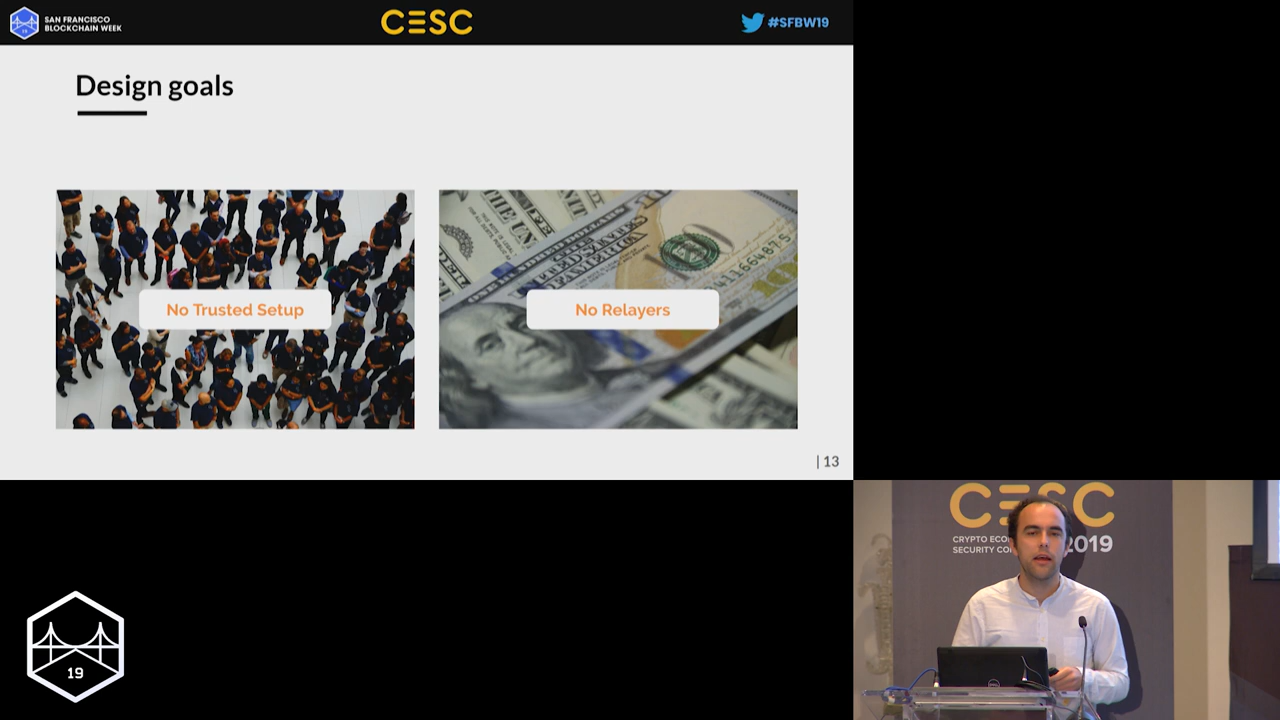 SAN FRANCISCO
BLOCKCHAIN WEEK
19
CESC
#SFBW19
Design goals
No Trusted Setup
No Relayers
| 13
CESC
CRYPTO ECO
SECURITY CO
2019
19